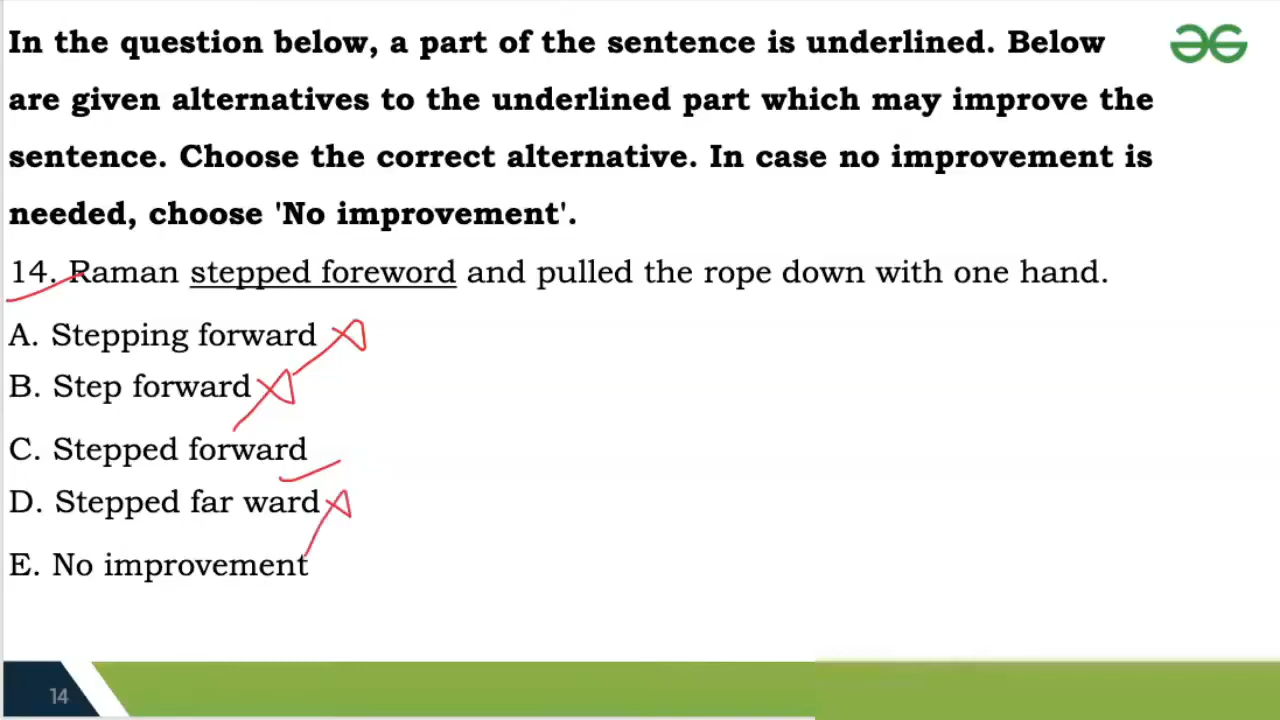 In the question below, a part of the sentence is underlined. Below
are given alternatives to the underlined part which may improve the
sentence. Choose the correct alternative. In case no improvement is
needed, choose 'No improvement'.
14. Raman stepped foreword and pulled the rope down with one hand.
A. Stepping forward
B. Step forward
C. Stepped forward
D. Stepped far ward
E. No improvement
14